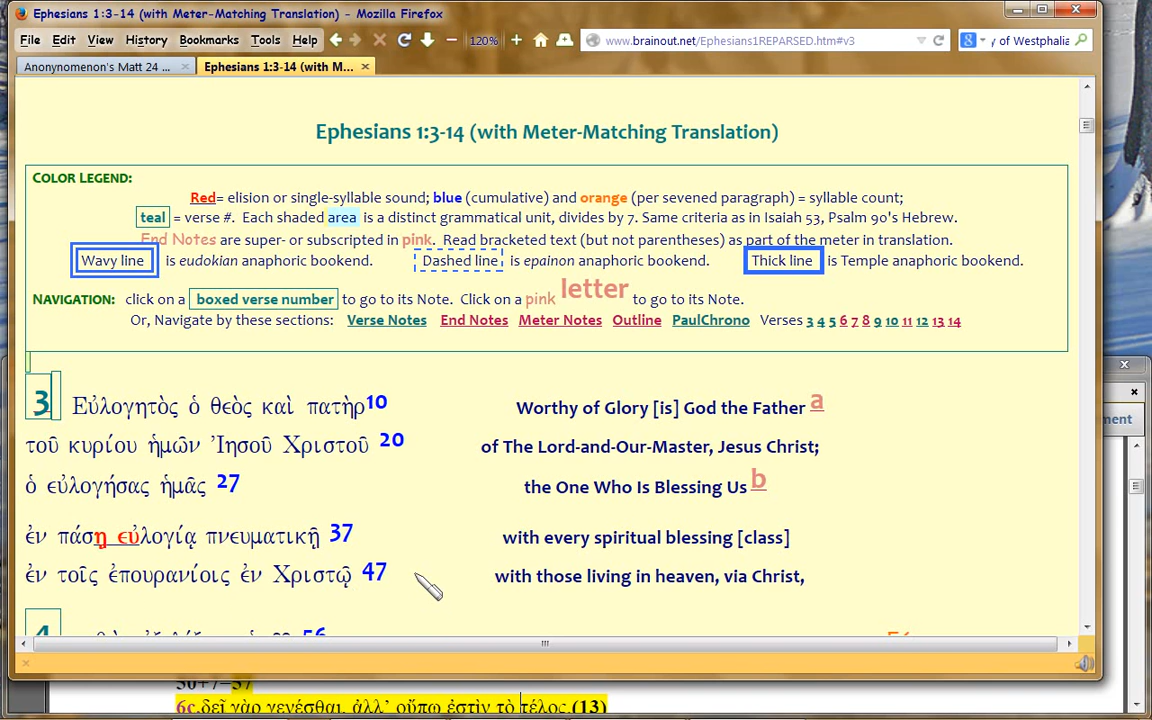 Ephesians 1:3-14 (with Meter-Matching Translation) - Mozilla Firefox
File Edit View History Bookmarks Tools Help 120% www.brainout.net/Ephesians1REPARSED.htm#v3 y of Westphalia
Anonynomenon's Matt 24 ... Ephesians 1:3-14 (with M...
Ephesians 1:3-14 (with Meter-Matching Translation)
COLOR LEGEND:
Red= elision or single-syllable sound; blue (cumulative) and orange (per sevened paragraph) = syllable count;
teal = verse #. Each shaded area is a distinct grammatical unit, divides by 7. Same criteria as in Isaiah 53, Psalm 90's Hebrew.
End Notes are super- or subscripted in pink. Read bracketed text (but not parentheses) as part of the meter in translation.
Wavy line is eudokian anaphoric bookend. Dashed line is epainon anaphoric bookend. Thick line is Temple anaphoric bookend.
NAVIGATION: click on a boxed verse number to go to its Note. Click on a pink letter to go to its Note.
Or, Navigate by these sections: Verse Notes End Notes Meter Notes Outline PaulChrono Verses 3 4 5 6 7 8 9 10 11 12 13 14
3 Εὐλογητὸς ὁ θεὸς καὶ πατὴρ10 Worthy of Glory [is] God the Father a
τοῦ κυρίου ἡμῶν Ἰησοῦ Χριστοῦ 20 of The Lord-and-Our-Master, Jesus Christ;
ὁ εὐλογήσας ἡμᾶς 27 the One Who Is Blessing Us b
ἐν πάσῃ εὐλογίᾳ πνευματικῇ 37 with every spiritual blessing [class]
ἐν τοῖς ἐπουρανίοις ἐν Χριστῷ 47 with those living in heaven, via Christ,
4 56
ment
50+7=57
6c.δεῖ γὰρ γενέσθαι, ἀλλ’ οὔπω ἐστὶν τὸ τέλος.(13)